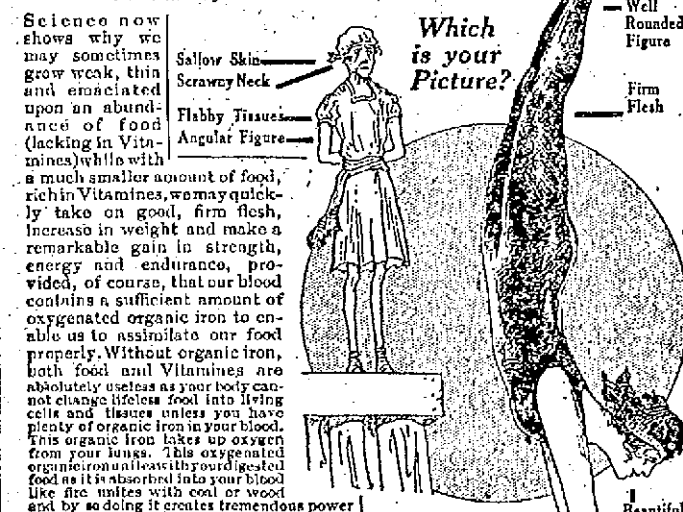 Science now
shows why we
may sometimes
grow weak, thin
and emaciated
upon an abund-
ance of food
(lacking in Vita-
mines) while with
a much smaller amount of food,
rich in Vitamines, we may quick-
ly take on good, firm flesh,
increase in weight and make a
remarkable gain in strength,
energy and endurance, pro-
vided, of course, that our blood
contains a sufficient amount of
oxygenated organic iron to en-
able us to assimilate our food
properly. Without organic iron,
both food and Vitamines are
absolutely useless as your body can-
not change lifeless food into living
cells and tissues unless you have
plenty of organic iron in your blood.
This organic iron takes up oxygen
from your lungs. This oxygenated
organic iron unites with your digested
food as it is absorbed into your blood
like fire unites with coal or wood
and by so doing it creates tremendous power
Sallow Skin
Scrawny Neck
Flabby Tissues
Angular Figure
Which
is your
Picture?
Well
Rounded
Figure
Firm
Flesh
Beautiful